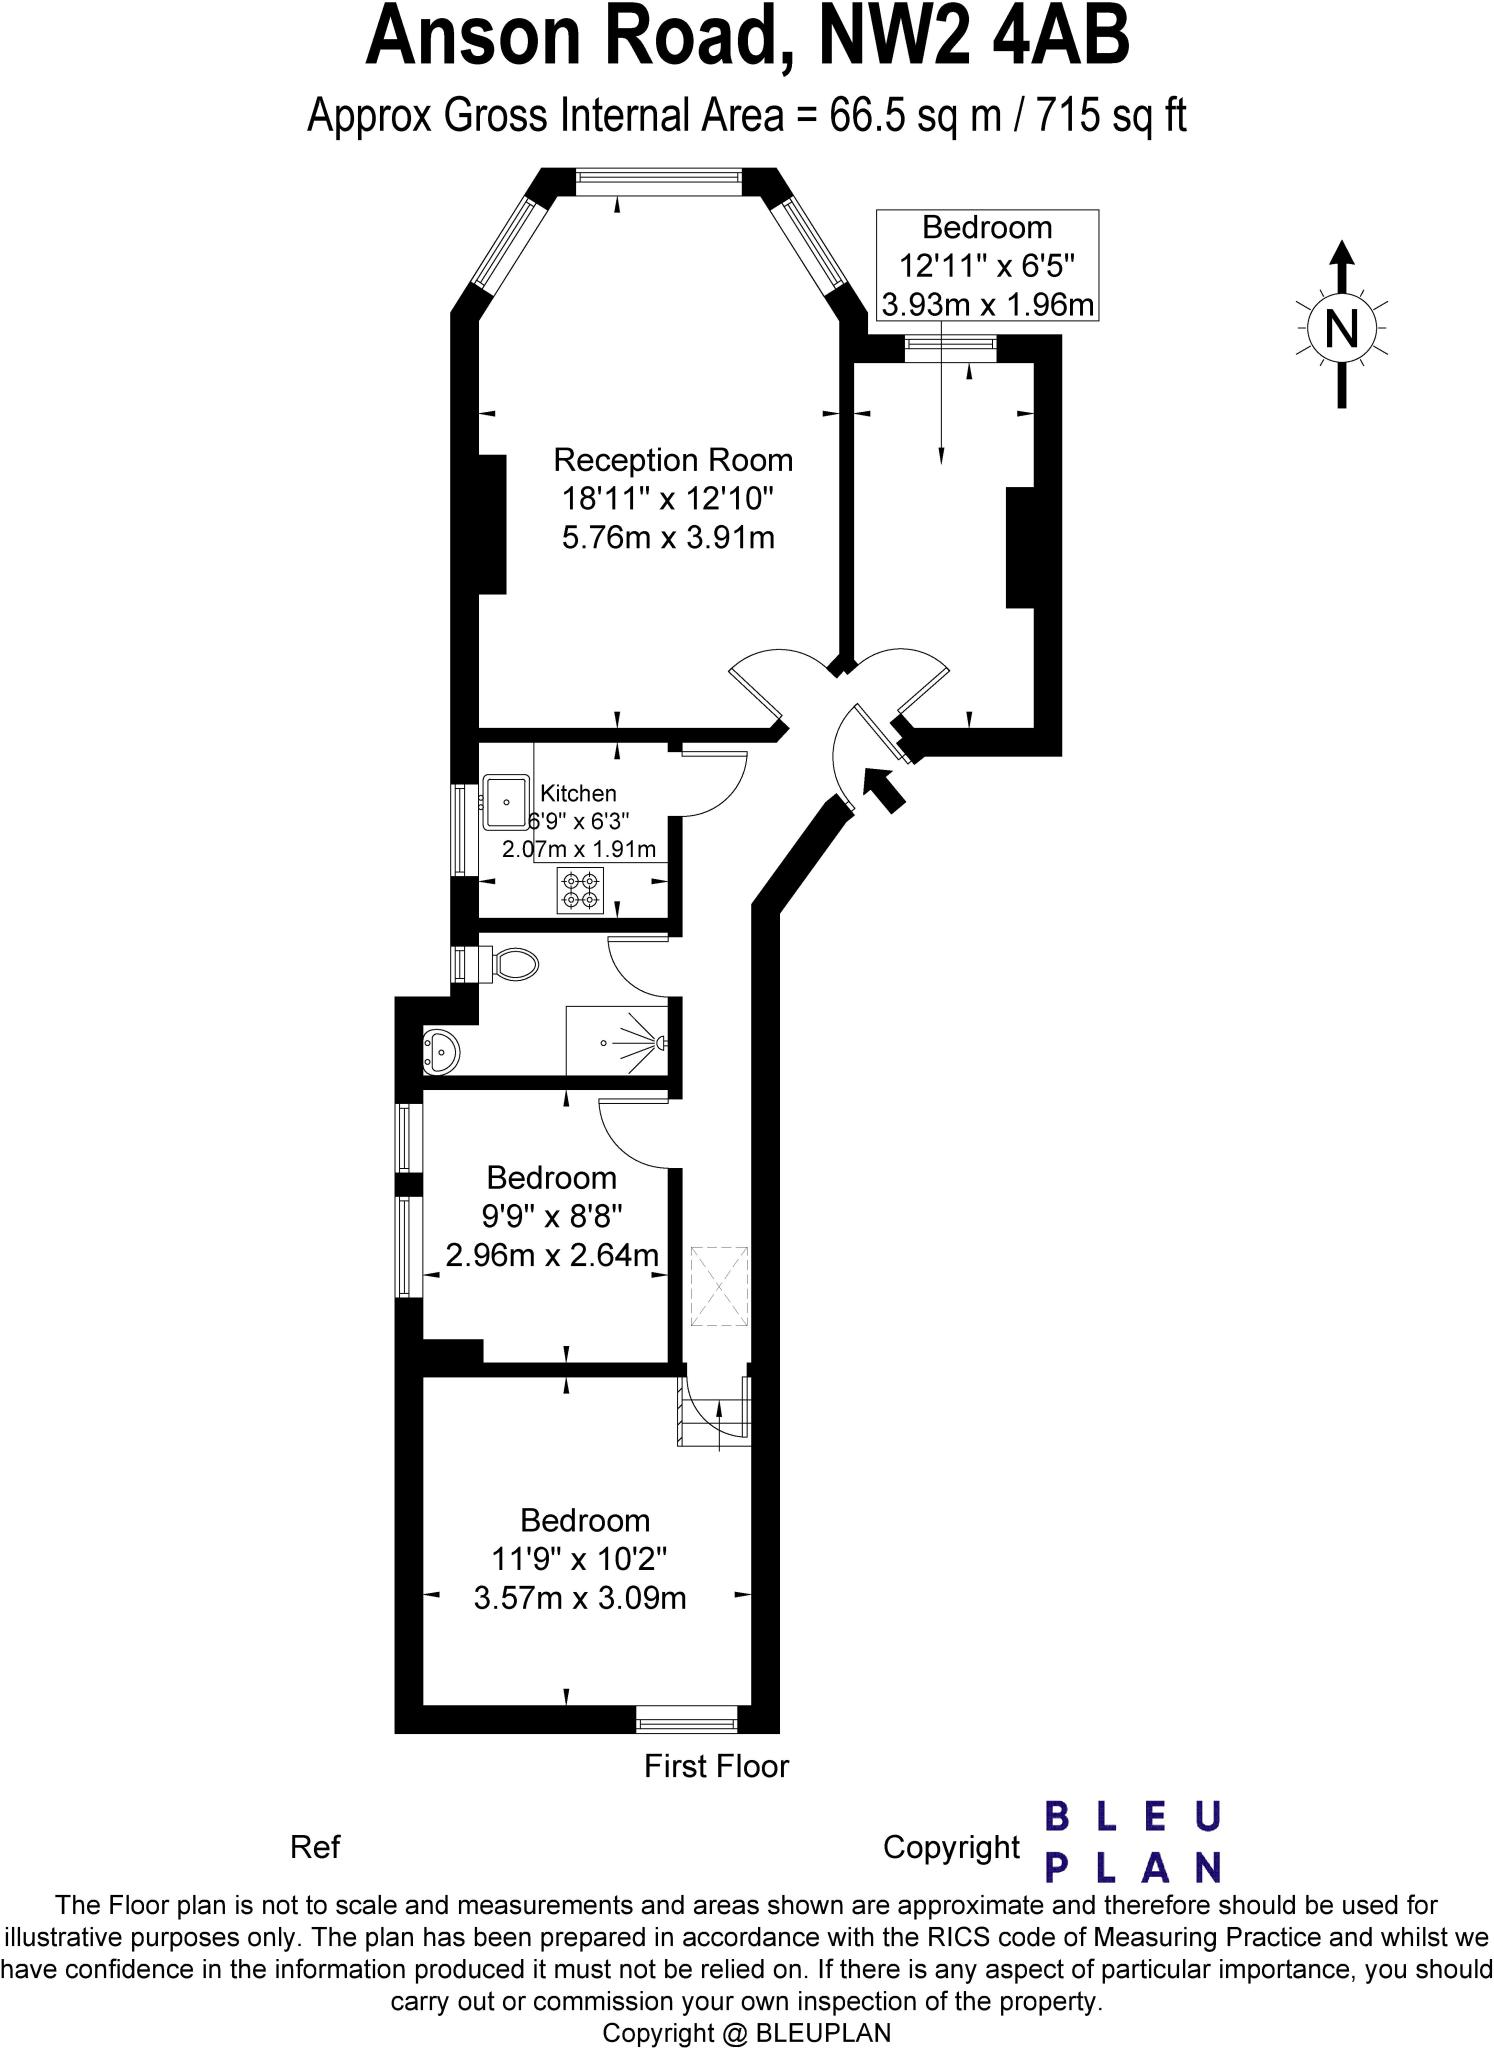 Anson Road, NW2 4AB
Approx Gross Internal Area = 66.5 sq m / 715 sq ft
Bedroom
12'11" x 6'5"
3.93m x 1.96m
N
Reception Room
18'11" x 12'10"
5.76m x 3.91m
Kitchen
6'9" x 6'3"
2.07m x 1.91m
Bedroom
9'9" x 8'8"
2.96m x 2.64m
Bedroom
11'9" x 10'2"
3.57m x 3.09m
First Floor
Ref
Copyright
BLEU
PLAN
The Floor plan is not to scale and measurements and areas shown are approximate and therefore should be used for
illustrative purposes only. The plan has been prepared in accordance with the RICS code of Measuring Practice and whilst we
have confidence in the information produced it must not be relied on. If there is any aspect of particular importance, you should
carry out or commission your own inspection of the property.
Copyright @ BLEUPLAN